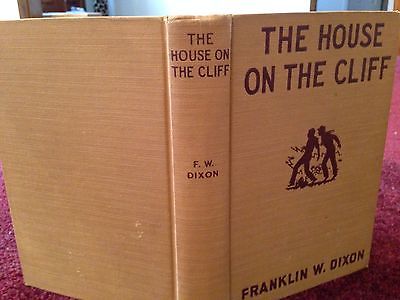 THE
HOUSE ON
THE CLIFF
F. W.
DIXON
THE HOUSE
ON THE CLIFF
FRANKLIN W. DIXON